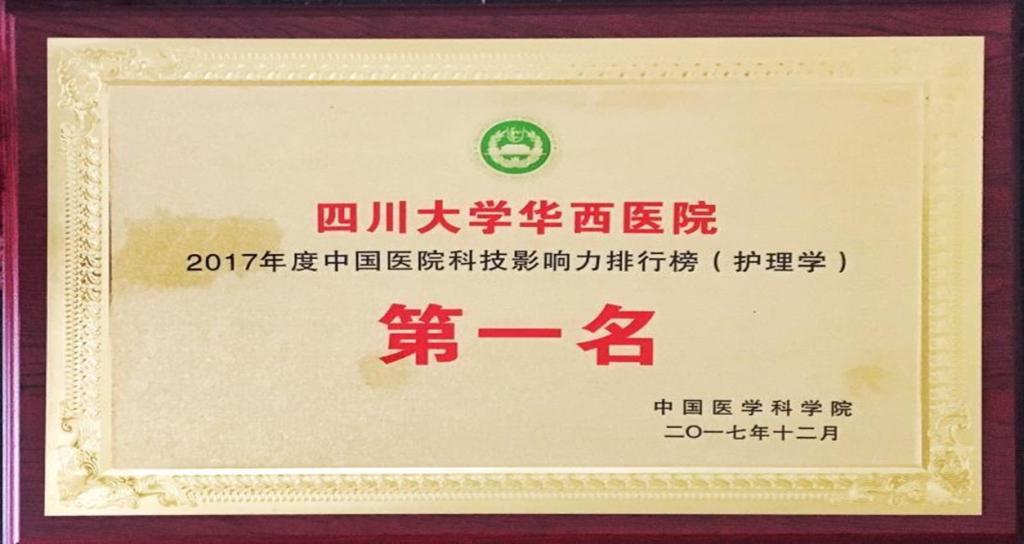 四川大学华西医院
2017年度中国医院科技影响力排行榜（护理学）
第一名
中国医学科学院
二〇一七年十二月